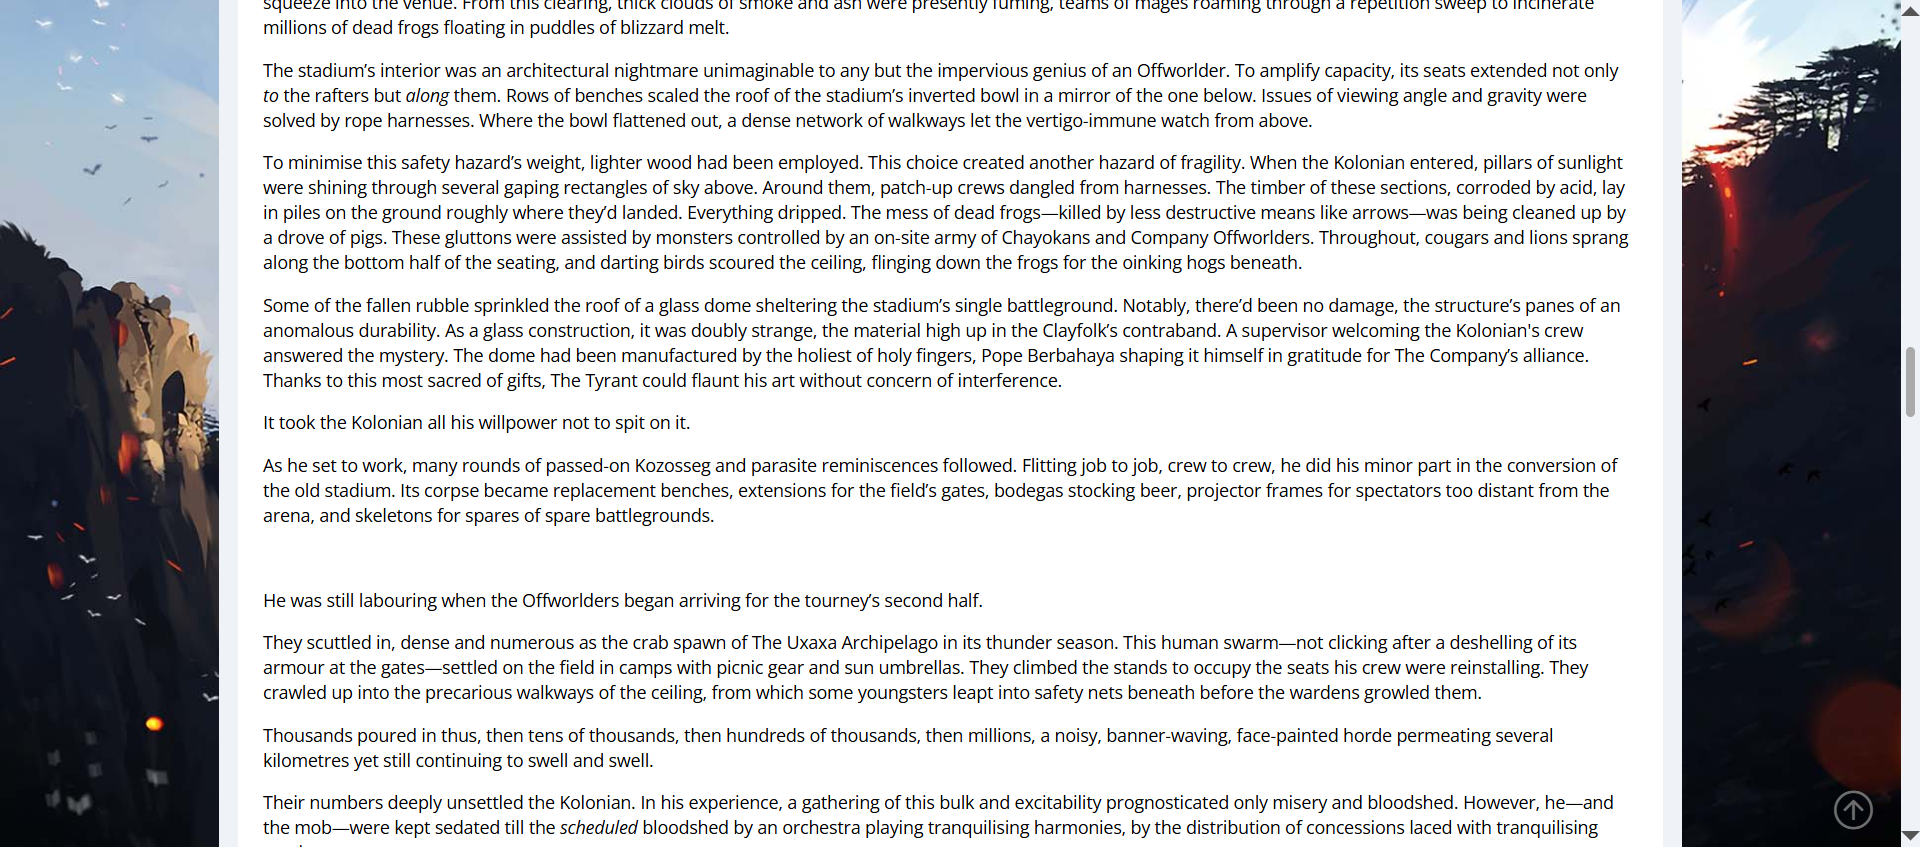 squeeze into the venue. From this clearing, thick clouds of smoke and ash were presently fuming, teams of mages roaming through a repetition sweep to incinerate
millions of dead frogs floating in puddles of blizzard melt.
The stadium’s interior was an architectural nightmare unimaginable to any but the impervious genius of an Offworlder. To amplify capacity, its seats extended not only
to the rafters but along them. Rows of benches scaled the roof of the stadium’s inverted bowl in a mirror of the one below. Issues of viewing angle and gravity were
solved by rope harnesses. Where the bowl flattened out, a dense network of walkways let the vertigo-immune watch from above.
To minimise this safety hazard’s weight, lighter wood had been employed. This choice created another hazard of fragility. When the Kolonian entered, pillars of sunlight
were shining through several gaping rectangles of sky above. Around them, patch-up crews dangled from harnesses. The timber of these sections, corroded by acid, lay
in piles on the ground roughly where they’d landed. Everything dripped. The mess of dead frogs—killed by less destructive means like arrows—was being cleaned up by
a drove of pigs. These gluttons were assisted by monsters controlled by an on-site army of Chayokans and Company Offworlders. Throughout, cougars and lions sprang
along the bottom half of the seating, and darting birds scoured the ceiling, flinging down the frogs for the oinking hogs beneath.
Some of the fallen rubble sprinkled the roof of a glass dome sheltering the stadium’s single battleground. Notably, there’d been no damage, the structure’s panes of an
anomalous durability. As a glass construction, it was doubly strange, the material high up in the Clayfolk’s contraband. A supervisor welcoming the Kolonian's crew
answered the mystery. The dome had been manufactured by the holiest of holy fingers, Pope Berbahaya shaping it himself in gratitude for The Company’s alliance.
Thanks to this most sacred of gifts, The Tyrant could flaunt his art without concern of interference.
It took the Kolonian all his willpower not to spit on it.
As he set to work, many rounds of passed-on Kozosseg and parasite reminiscences followed. Flitting job to job, crew to crew, he did his minor part in the conversion of
the old stadium. Its corpse became replacement benches, extensions for the field’s gates, bodegas stocking beer, projector frames for spectators too distant from the
arena, and skeletons for spares of spare battlegrounds.
He was still labouring when the Offworlders began arriving for the tourney’s second half.
They scuttled in, dense and numerous as the crab spawn of The Uxaxa Archipelago in its thunder season. This human swarm—not clicking after a deshelling of its
armour at the gates—settled on the field in camps with picnic gear and sun umbrellas. They climbed the stands to occupy the seats his crew were reinstalling. They
crawled up into the precarious walkways of the ceiling, from which some youngsters leapt into safety nets beneath before the wardens growled them.
Thousands poured in thus, then tens of thousands, then hundreds of thousands, then millions, a noisy, banner-waving, face-painted horde permeating several
kilometres yet still continuing to swell and swell.
Their numbers deeply unsettled the Kolonian. In his experience, a gathering of this bulk and excitability prognosticated only misery and bloodshed. However, he—and
the mob—were kept sedated till the scheduled bloodshed by an orchestra playing tranquilising harmonies, by the distribution of concessions laced with tranquilising